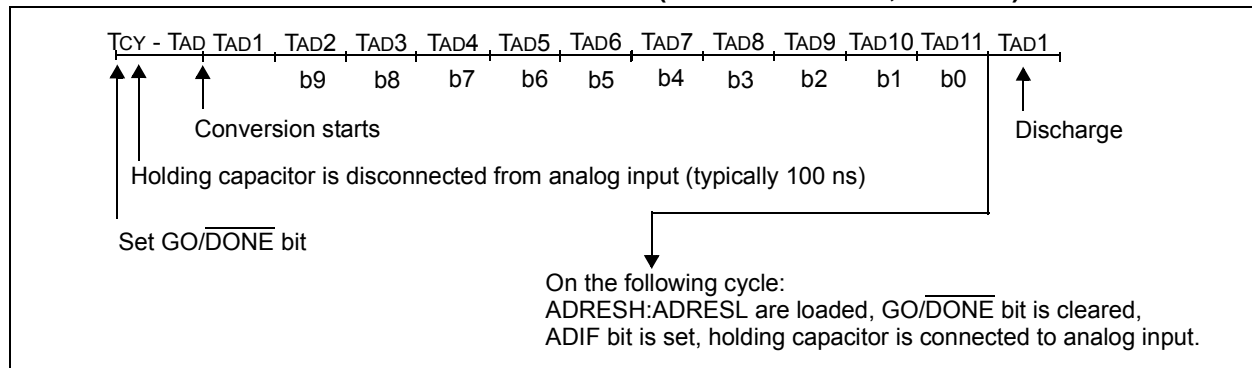 TCY - TAD TAD1 TAD2 TAD3 TAD4 TAD5 TAD6 TAD7 TAD8 TAD9 TAD10 TAD11 TAD1
b9 b8 b7 b6 b5 b4 b3 b2 b1 b0
Conversion starts
Discharge
Holding capacitor is disconnected from analog input (typically 100 ns)
Set GO/DONE bit
On the following cycle:
ADRESH:ADRESL are loaded, GO/DONE bit is cleared,
ADIF bit is set, holding capacitor is connected to analog input.